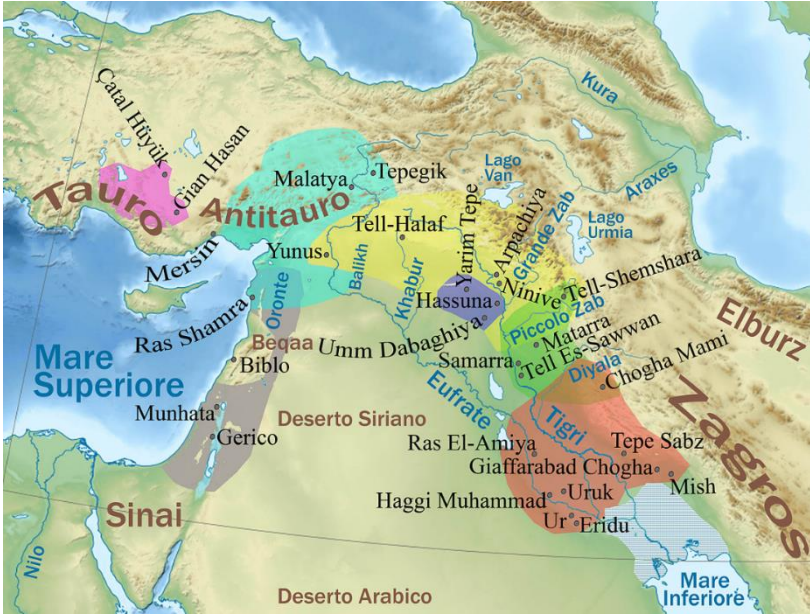 Kura
Çatal Hüyük
Gian Hasan
Tauro
Antitauro
Malatya
Tepegik
Lago
Van
Araxes
Mersin
Yunus
Tell-Halaf
Balikh
Khabur
Yarim Tepe
Arpachiya
Grande Zab
Lago
Urmia
Ninive
Tell-Shemshara
Hassuna
Piccolo Zab
Elburz
Ras Shamra
Oronte
Beqaa
Biblo
Umm Dabaghiya
Matarra
Samarra
Tell Es-Sawwan
Diyala
Chogha Mami
Mare
Superiore
Eufrate
Tigri
Zagros
Munhata
Gerico
Deserto Siriano
Ras El-Amiya
Tepe Sabz
Giaffarabad
Chogha
Mish
Haggi Muhammad
Uruk
Ur
Eridu
Sinai
Nilo
Deserto Arabico
Mare
Inferiore